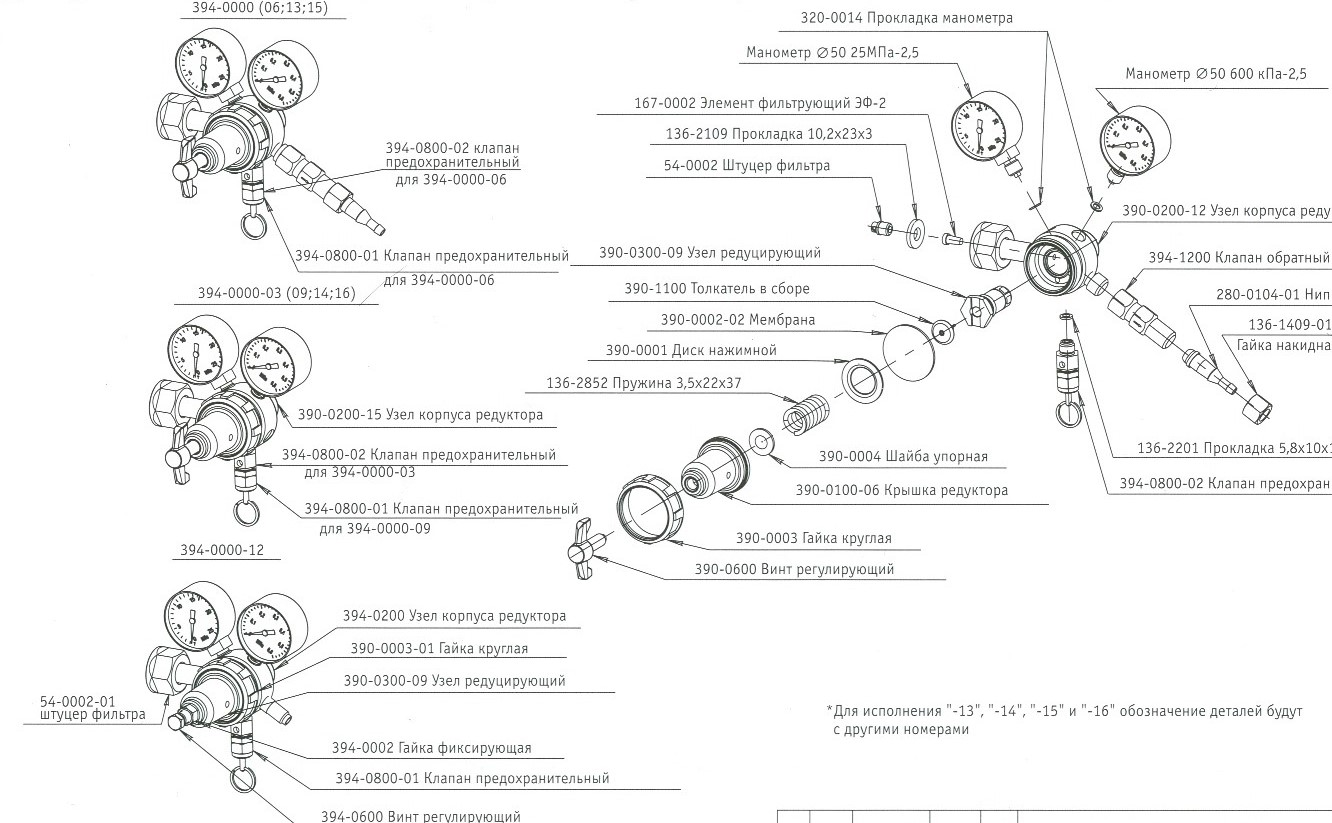 394-0000 (06;13;15)
394-0800-02 клапан
предохранительный
для 394-0000-06
394-0800-01 Клапан предохранительный
для 394-0000-06
394-0000-03 (09;14;16)
390-0200-15 Узел корпуса редуктора
394-0800-02 Клапан предохранительный
для 394-0000-03
394-0800-01 Клапан предохранительный
для 394-0000-09
394-0000-12
394-0200 Узел корпуса редуктора
390-0003-01 Гайка круглая
390-0300-09 Узел редуцирующий
54-0002-01
штуцер фильтра
394-0002 Гайка фиксирующая
394-0800-01 Клапан предохранительный
394-0600 Винт регулирующий
320-0014 Прокладка манометра
Манометр ∅50 25МПа-2,5
Манометр ∅50 600 кПа-2,5
167-0002 Элемент фильтрующий ЭФ-2
136-2109 Прокладка 10,2х23х3
54-0002 Штуцер фильтра
390-0200-12 Узел корпуса реду
390-0300-09 Узел редуцирующий
394-1200 Клапан обратный
390-1100 Толкатель в сборе
280-0104-01 Нип
390-0002-02 Мембрана
136-1409-01
Гайка накидна
390-0001 Диск нажимной
136-2852 Пружина 3,5х22х37
390-0004 Шайба упорная
136-2201 Прокладка 5,8х10х1
390-0100-06 Крышка редуктора
394-0800-02 Клапан предохран
390-0003 Гайка круглая
390-0600 Винт регулирующий
*Для исполнения "-13", "-14", "-15" и "-16" обозначение деталей будут
с другими номерами